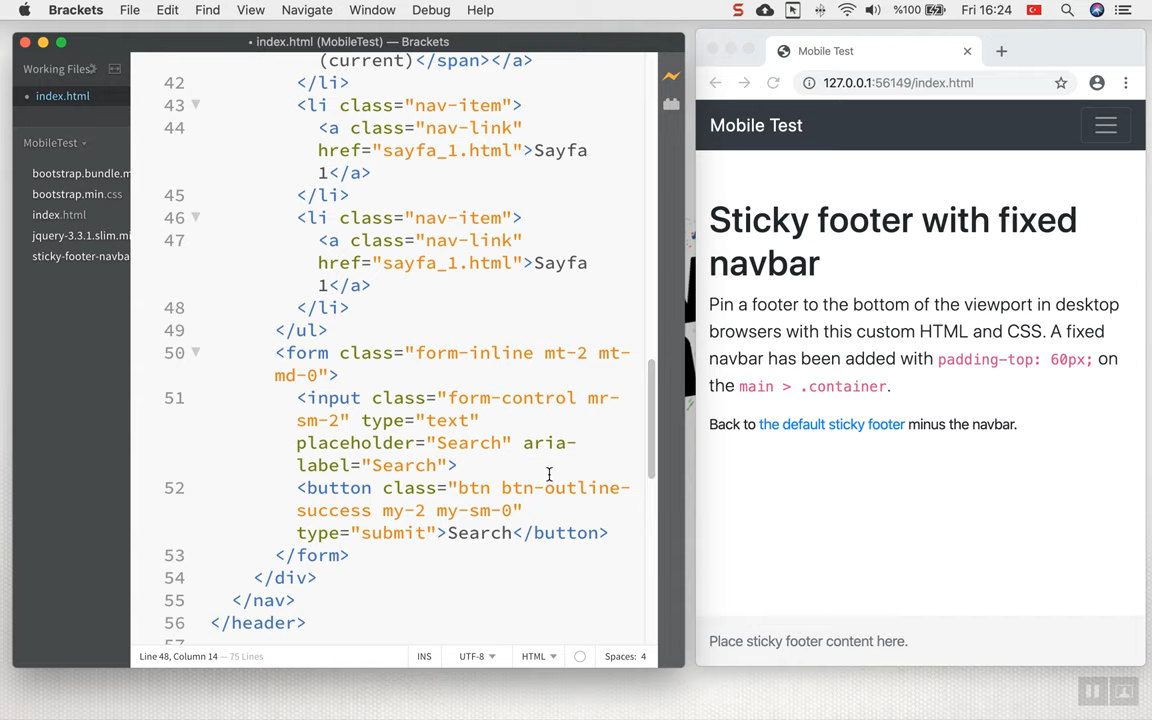 Brackets File Edit Find View Navigate Window Debug Help S %100 Fri 16:24
• index.html (MobileTest) — Brackets
Working Files
• index.html
MobileTest
bootstrap.bundle.m
bootstrap.min.css
index.html
jquery-3.3.1.slim.mi
sticky-footer-navba
(current)</span></a>
42 </li>
43 <li class="nav-item">
44 <a class="nav-link"
href="sayfa_1.html">Sayfa
1</a>
45 </li>
46 <li class="nav-item">
47 <a class="nav-link"
href="sayfa_1.html">Sayfa
1</a>
48 </li>
49 </ul>
50 <form class="form-inline mt-2 mt-
md-0">
51 <input class="form-control mr-
sm-2" type="text"
placeholder="Search" aria-
label="Search">
52 <button class="btn btn-outline-
success my-2 my-sm-0"
type="submit">Search</button>
53 </form>
54 </div>
55 </nav>
56 </header>
57
Line 48, Column 14 — 75 Lines INS UTF-8 HTML Spaces: 4
Mobile Test
127.0.0.1:56149/index.html
Mobile Test
Sticky footer with fixed
navbar
Pin a footer to the bottom of the viewport in desktop
browsers with this custom HTML and CSS. A fixed
navbar has been added with padding-top: 60px; on
the main > .container.
Back to the default sticky footer minus the navbar.
Place sticky footer content here.